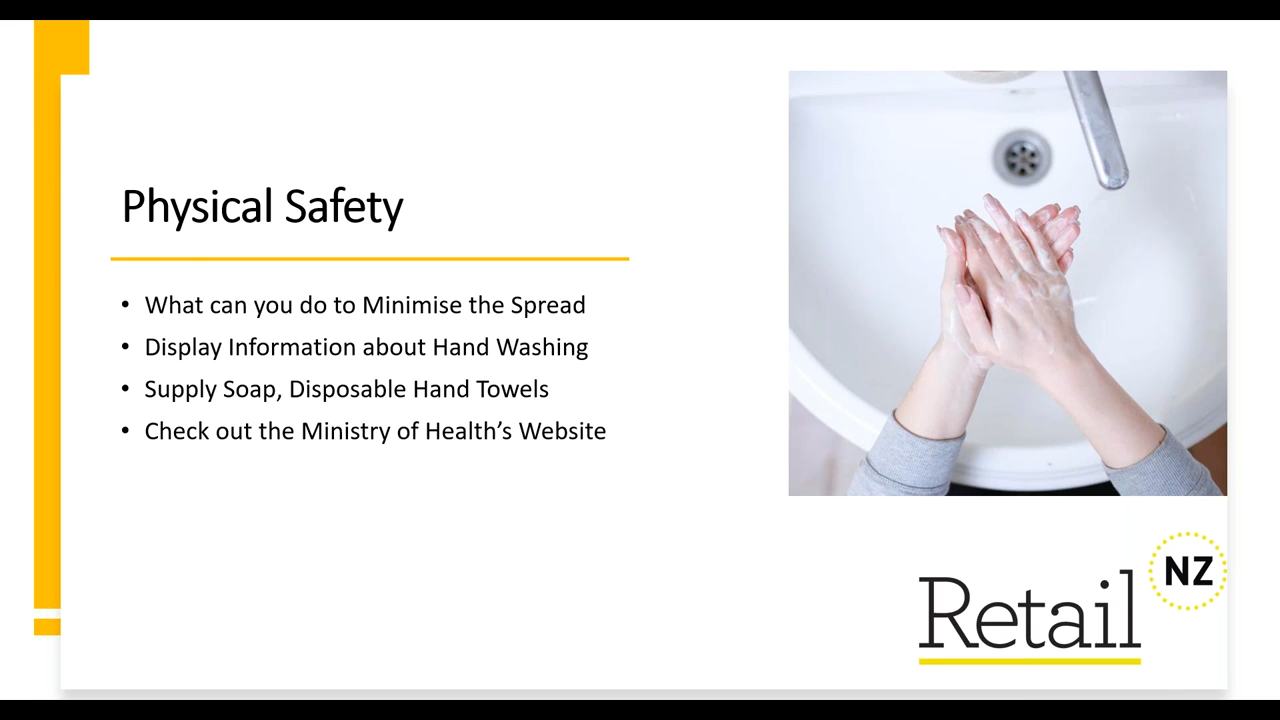 Physical Safety
• What can you do to Minimise the Spread
• Display Information about Hand Washing
• Supply Soap, Disposable Hand Towels
• Check out the Ministry of Health’s Website
NZ
Retail